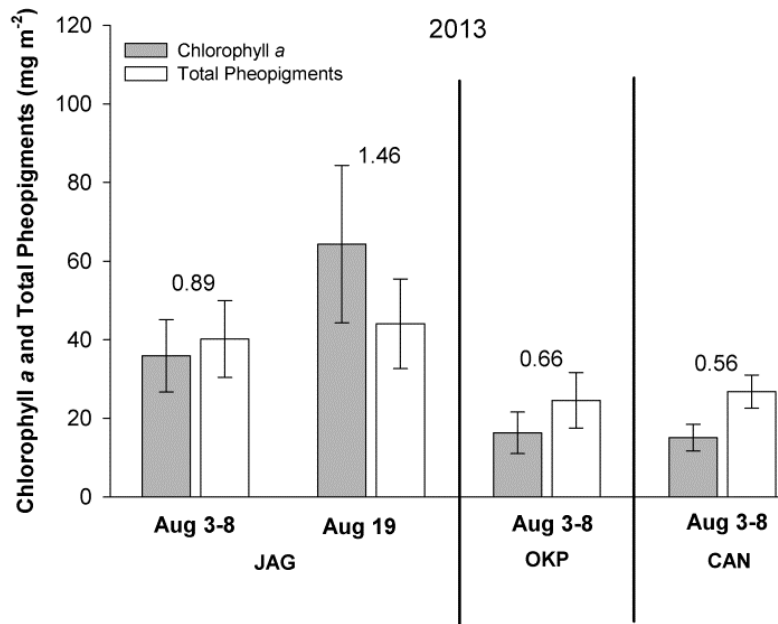 2013
Chlorophyll a
Total Pheopigments
Chlorophyll a and Total Pheopigments (mg m-2)
120
100
80
60
40
20
0
0.89
1.46
0.66
0.56
Aug 3-8
Aug 19
Aug 3-8
Aug 3-8
JAG
OKP
CAN